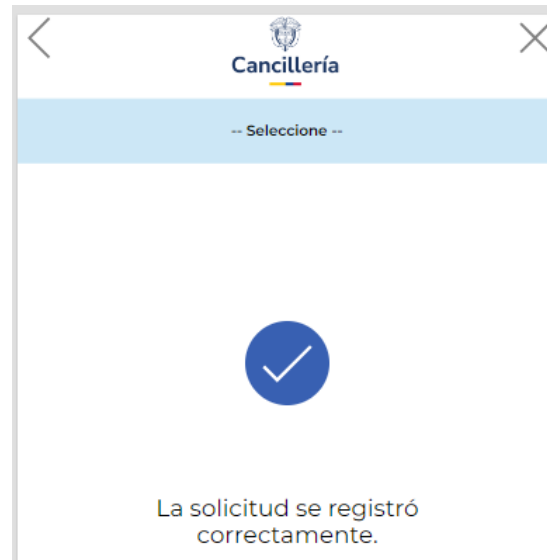 Cancillería
-- Seleccione --
La solicitud se registró
correctamente.